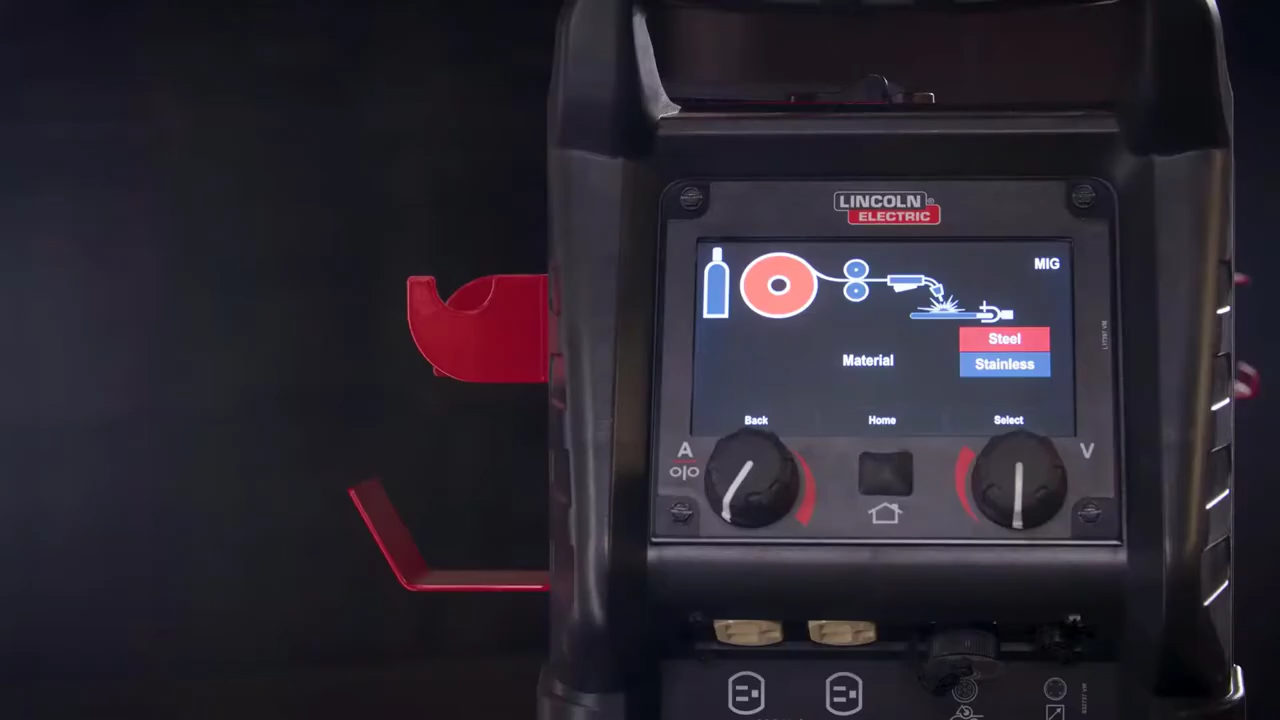 LINCOLN®
ELECTRIC
MIG
Steel
Material
Stainless
Back
Home
Select
A
V